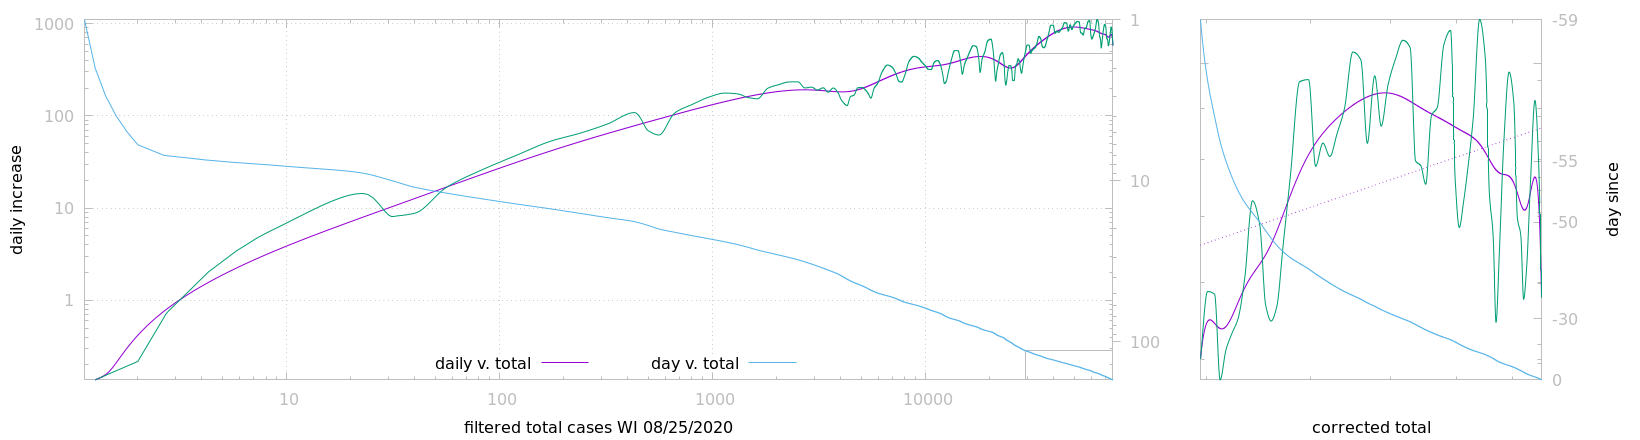 1000
100
10
1
daily increase
10
100
1000
10000
filtered total cases WI 08/25/2020
daily v. total
day v. total
1
10
100
-59
-55
-50
-30
0
day since
corrected total